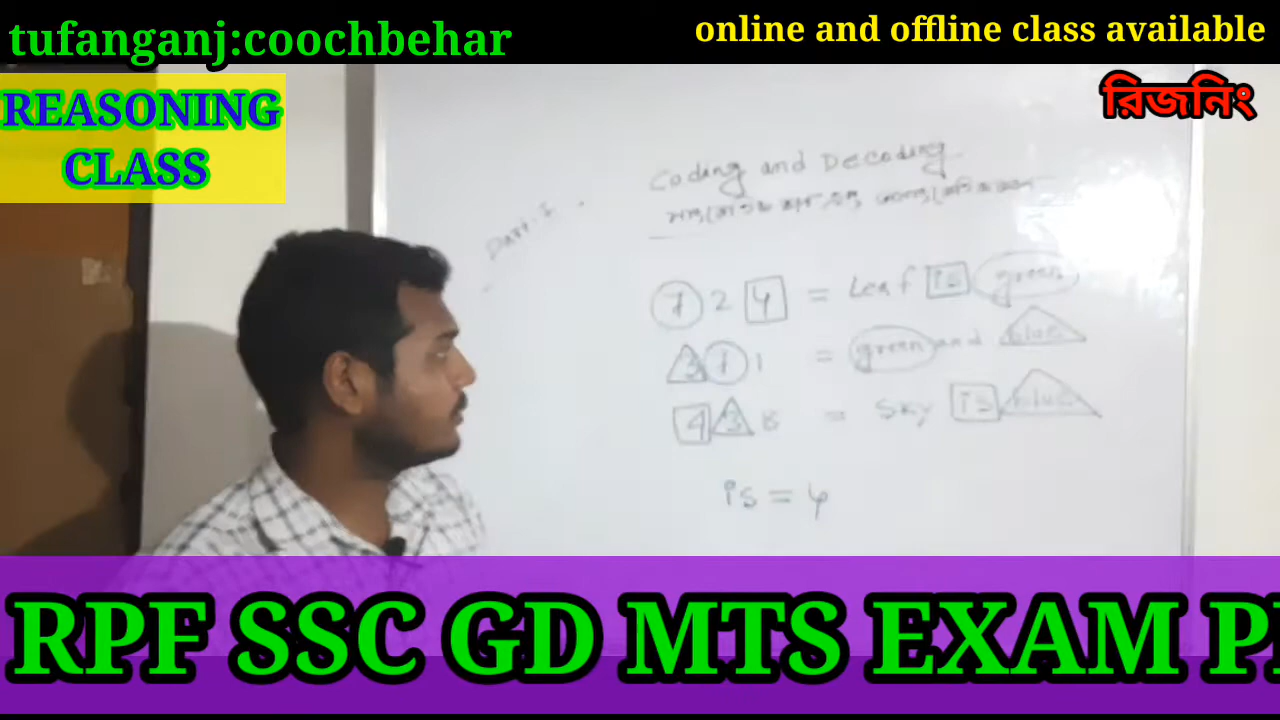 tufanganj:coochbehar
online and offline class available
REASONING
CLASS
রিজনিং
Coding and Decoding
Part-I
7 2 4 = Leaf is green
3 7 1 = green and blue
4 3 8 = Sky is blue
is = 4
RPF SSC GD MTS EXAM